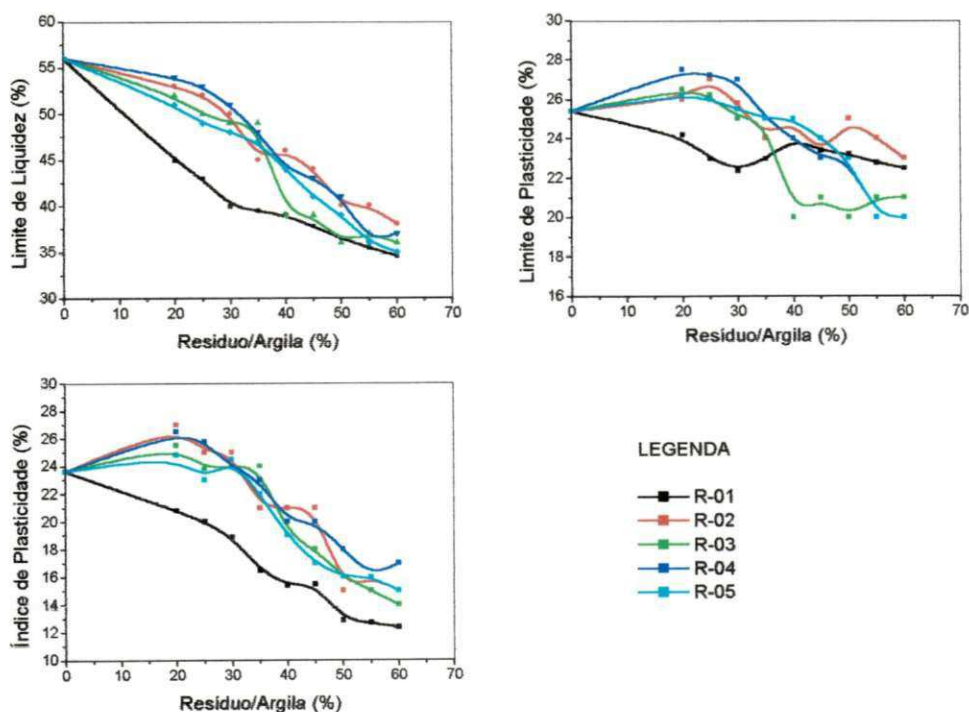 Limite de Liquidez (%)
60
55
50
45
40
35
30
0 10 20 30 40 50 60 70
Resíduo/Argila (%)
Limite de Plasticidade (%)
30
28
26
24
22
20
18
16
0 10 20 30 40 50 60 70
Resíduo/Argila (%)
Índice de Plasticidade (%)
30
28
26
24
22
20
18
16
14
12
10
0 10 20 30 40 50 60 70
Resíduo/Argila (%)
LEGENDA
R-01
R-02
R-03
R-04
R-05